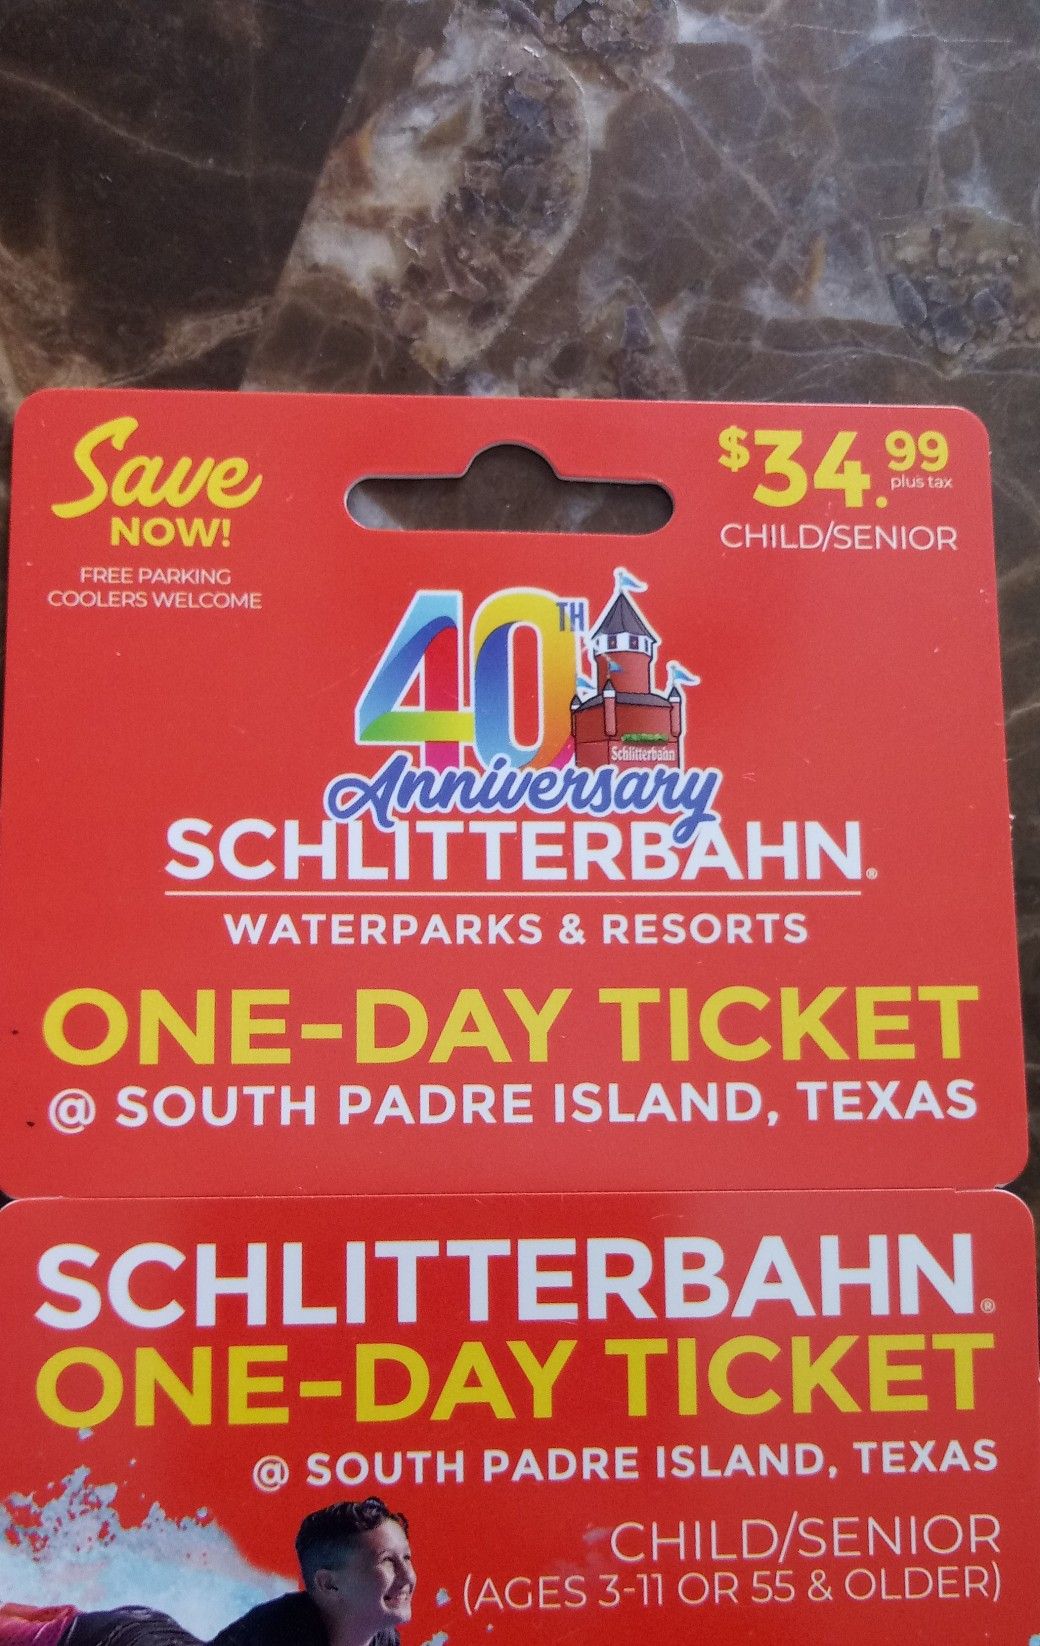 Save
NOW!
FREE PARKING
COOLERS WELCOME
$34.99
plus tax
CHILD/SENIOR
40TH
Schlitterbahn
Anniversary
SCHLITTERBAHN®
WATERPARKS & RESORTS
ONE-DAY TICKET
@ SOUTH PADRE ISLAND, TEXAS
SCHLITTERBAHN®
ONE-DAY TICKET
@ SOUTH PADRE ISLAND, TEXAS
CHILD/SENIOR
(AGES 3-11 OR 55 & OLDER)